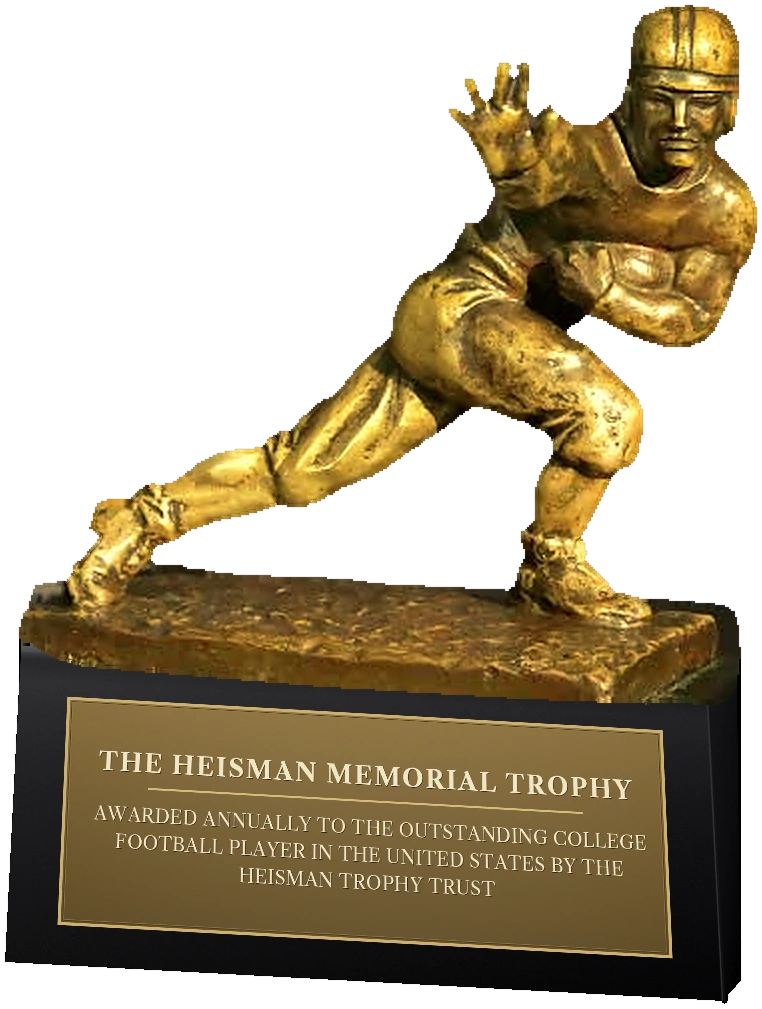 THE HEISMAN MEMORIAL TROPHY
AWARDED ANNUALLY TO THE OUTSTANDING COLLEGE
FOOTBALL PLAYER IN THE UNITED STATES BY THE
HEISMAN TROPHY TRUST